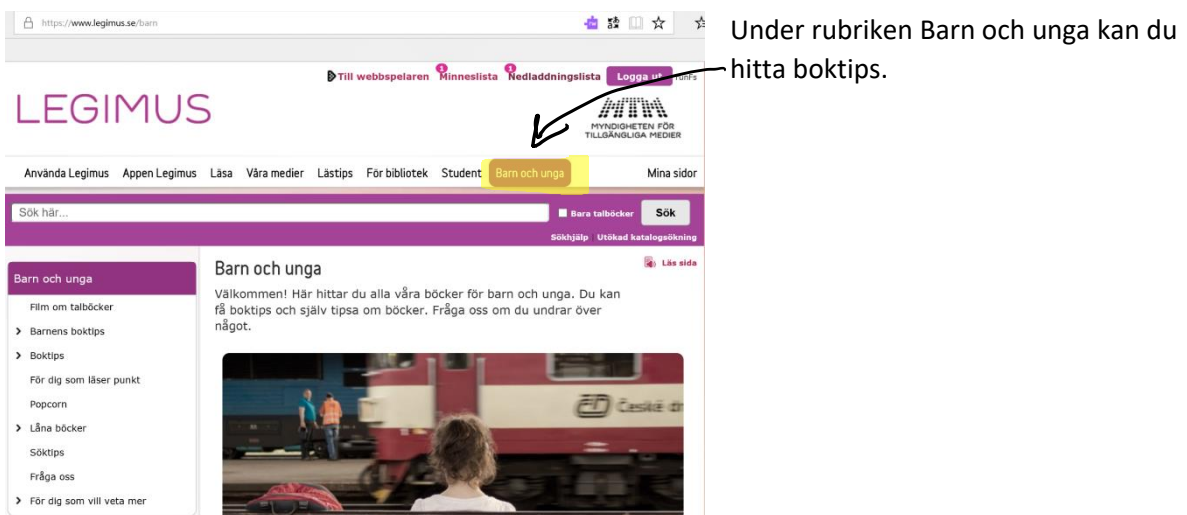 https://www.legimus.se/barn
Under rubriken Barn och unga kan du
hitta boktips.
Till webbspelaren 1 Minneslista 1 Nedladdningslista Logga ut
LEGIMUS
MYNDIGHETEN FÖR
TILLGÄNGLIGA MEDIER
Använda Legimus Appen Legimus Läsa Våra medier Lästips För bibliotek Student Barn och unga Mina sidor
Sök här... Bara talböcker Sök
Sökhjälp | Utökad katalogsökning
Barn och unga
Film om talböcker
Barnens boktips
Boktips
För dig som läser punkt
Popcorn
Låna böcker
Söktips
Fråga oss
För dig som vill veta mer
Barn och unga
Läs sida
Välkommen! Här hittar du alla våra böcker för barn och unga. Du kan
få boktips och själv tipsa om böcker. Fråga oss om du undrar över
något.
České